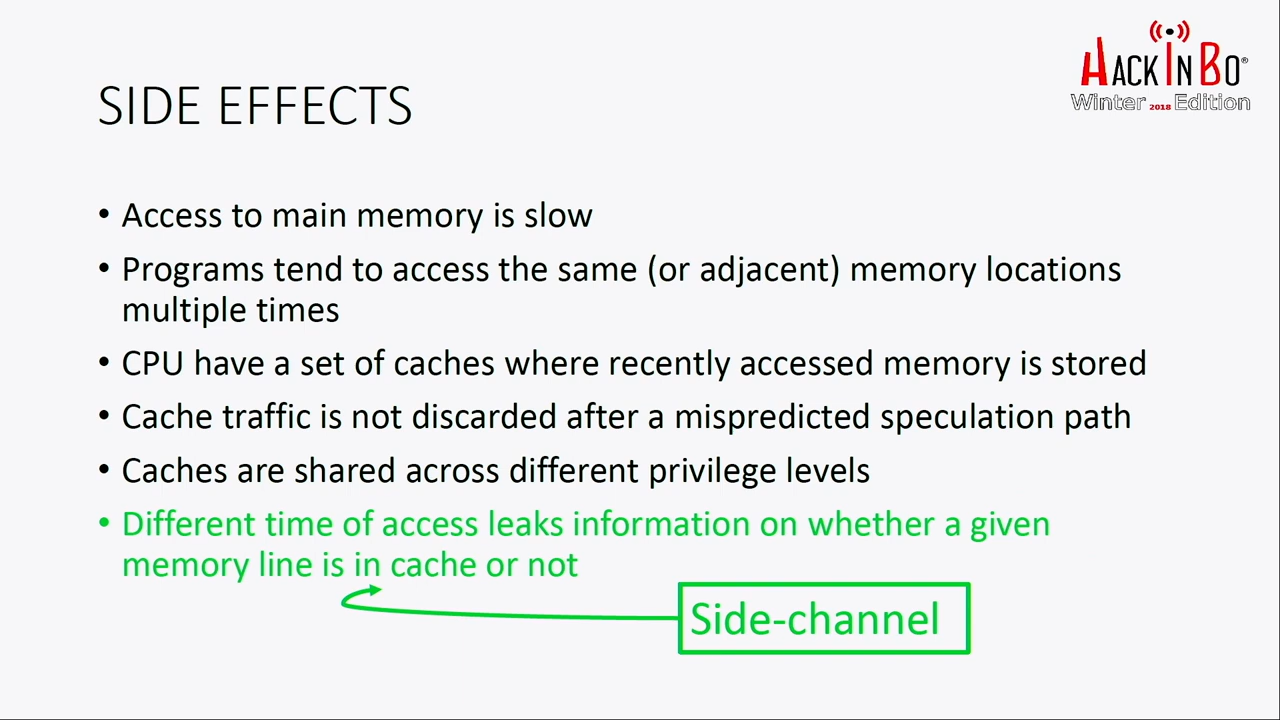 HACKINBO®
Winter 2018 Edition
SIDE EFFECTS
• Access to main memory is slow
• Programs tend to access the same (or adjacent) memory locations
multiple times
• CPU have a set of caches where recently accessed memory is stored
• Cache traffic is not discarded after a mispredicted speculation path
• Caches are shared across different privilege levels
• Different time of access leaks information on whether a given
memory line is in cache or not
Side-channel